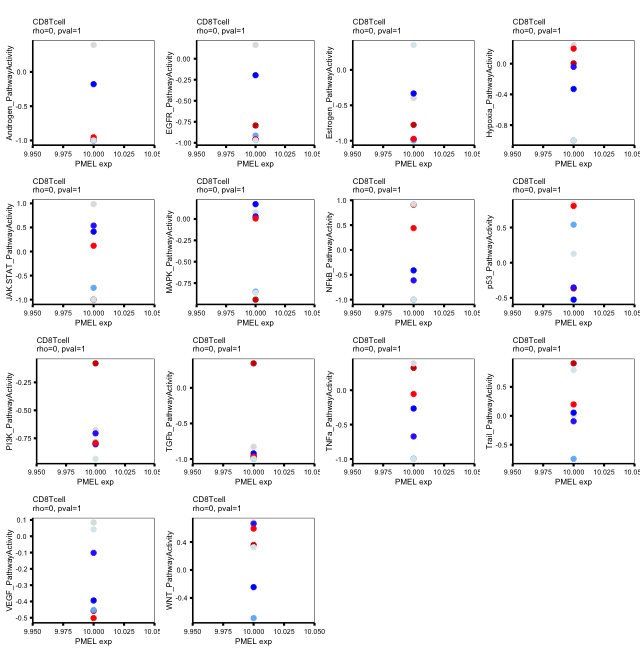 CD8Tcell
rho=0, pval=1
Androgen_PathwayActivity
0.0
-0.5
-1.0
9.950 9.975 10.000 10.025 10.05
PMEL exp
CD8Tcell
rho=0, pval=1
EGFR_PathwayActivity
0.00
-0.25
-0.50
-0.75
-1.00
9.950 9.975 10.000 10.025 10.05
PMEL exp
CD8Tcell
rho=0, pval=1
Estrogen_PathwayActivity
0.0
-0.5
-1.0
9.950 9.975 10.000 10.025 10.05
PMEL exp
CD8Tcell
rho=0, pval=1
Hypoxia_PathwayActivity
0.0
-0.4
-0.8
9.950 9.975 10.000 10.025 10.050
PMEL exp
CD8Tcell
rho=0, pval=1
JAK.STAT_PathwayActivity
1.0
0.5
0.0
-0.5
-1.0
9.950 9.975 10.000 10.025 10.05
PMEL exp
CD8Tcell
rho=0, pval=1
MAPK_PathwayActivity
0.00
-0.25
-0.50
-0.75
9.950 9.975 10.000 10.025 10.05
PMEL exp
CD8Tcell
rho=0, pval=1
NFkB_PathwayActivity
1.0
0.5
0.0
-0.5
-1.0
9.950 9.975 10.000 10.025 10.05
PMEL exp
CD8Tcell
rho=0, pval=1
p53_PathwayActivity
0.5
0.0
-0.5
9.950 9.975 10.000 10.025 10.050
PMEL exp
CD8Tcell
rho=0, pval=1
PI3K_PathwayActivity
-0.25
-0.50
-0.75
9.950 9.975 10.000 10.025 10.05
PMEL exp
CD8Tcell
rho=0, pval=1
TGFb_PathwayActivity
0.0
-0.5
-1.0
9.950 9.975 10.000 10.025 10.05
PMEL exp
CD8Tcell
rho=0, pval=1
TNFa_PathwayActivity
0.0
-0.5
-1.0
9.950 9.975 10.000 10.025 10.05
PMEL exp
CD8Tcell
rho=0, pval=1
Trail_PathwayActivity
0.5
0.0
-0.5
9.950 9.975 10.000 10.025 10.050
PMEL exp
CD8Tcell
rho=0, pval=1
VEGF_PathwayActivity
0.1
0.0
-0.1
-0.2
-0.3
-0.4
-0.5
9.950 9.975 10.000 10.025 10.05
PMEL exp
CD8Tcell
rho=0, pval=1
WNT_PathwayActivity
0.4
0.0
-0.4
9.950 9.975 10.000 10.025 10.050
PMEL exp